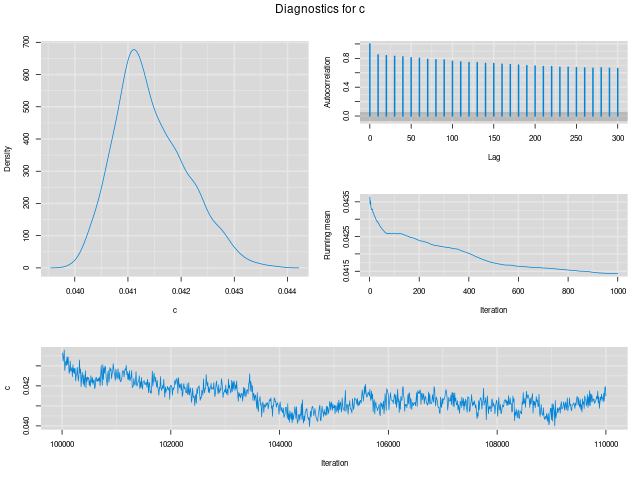 Diagnostics for c
Density
0 100 200 300 400 500 600 700
0.040 0.041 0.042 0.043 0.044
c
Autocorrelation
0.0 0.4 0.8
0 50 100 150 200 250 300
Lag
Running mean
0.0415 0.0425 0.0435
0 200 400 600 800 1000
Iteration
c
0.040 0.042
100000 102000 104000 106000 108000 110000
Iteration